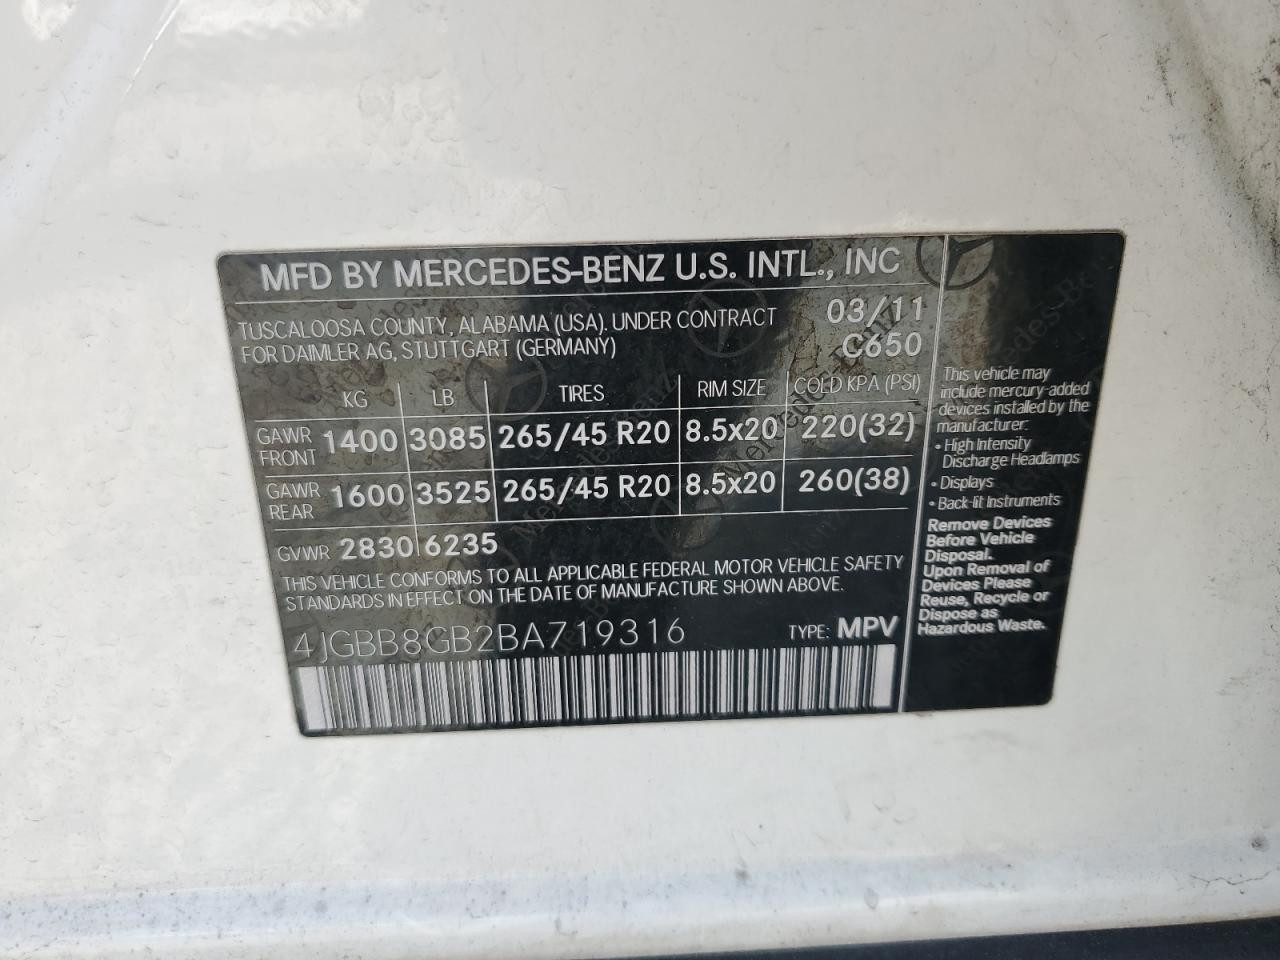 MFD BY MERCEDES-BENZ U.S. INTL., INC
TUSCALOOSA COUNTY, ALABAMA (USA). UNDER CONTRACT 03/11
FOR DAIMLER AG, STUTTGART (GERMANY) C650
KG LB TIRES RIM SIZE COLD KPA (PSI)
GAWR FRONT 1400 3085 265/45 R20 8.5x20 220(32)
GAWR REAR 1600 3525 265/45 R20 8.5x20 260(38)
GVWR 2830 6235
THIS VEHICLE CONFORMS TO ALL APPLICABLE FEDERAL MOTOR VEHICLE SAFETY
STANDARDS IN EFFECT ON THE DATE OF MANUFACTURE SHOWN ABOVE.
4JGBB8GB2BA719316 TYPE: MPV
This vehicle may
include mercury-added
devices installed by the
manufacturer:
• High Intensity
Discharge Headlamps
• Displays
• Back-lit Instruments
Remove Devices
Before Vehicle
Disposal.
Upon Removal of
Devices Please
Reuse, Recycle or
Dispose as
Hazardous Waste.